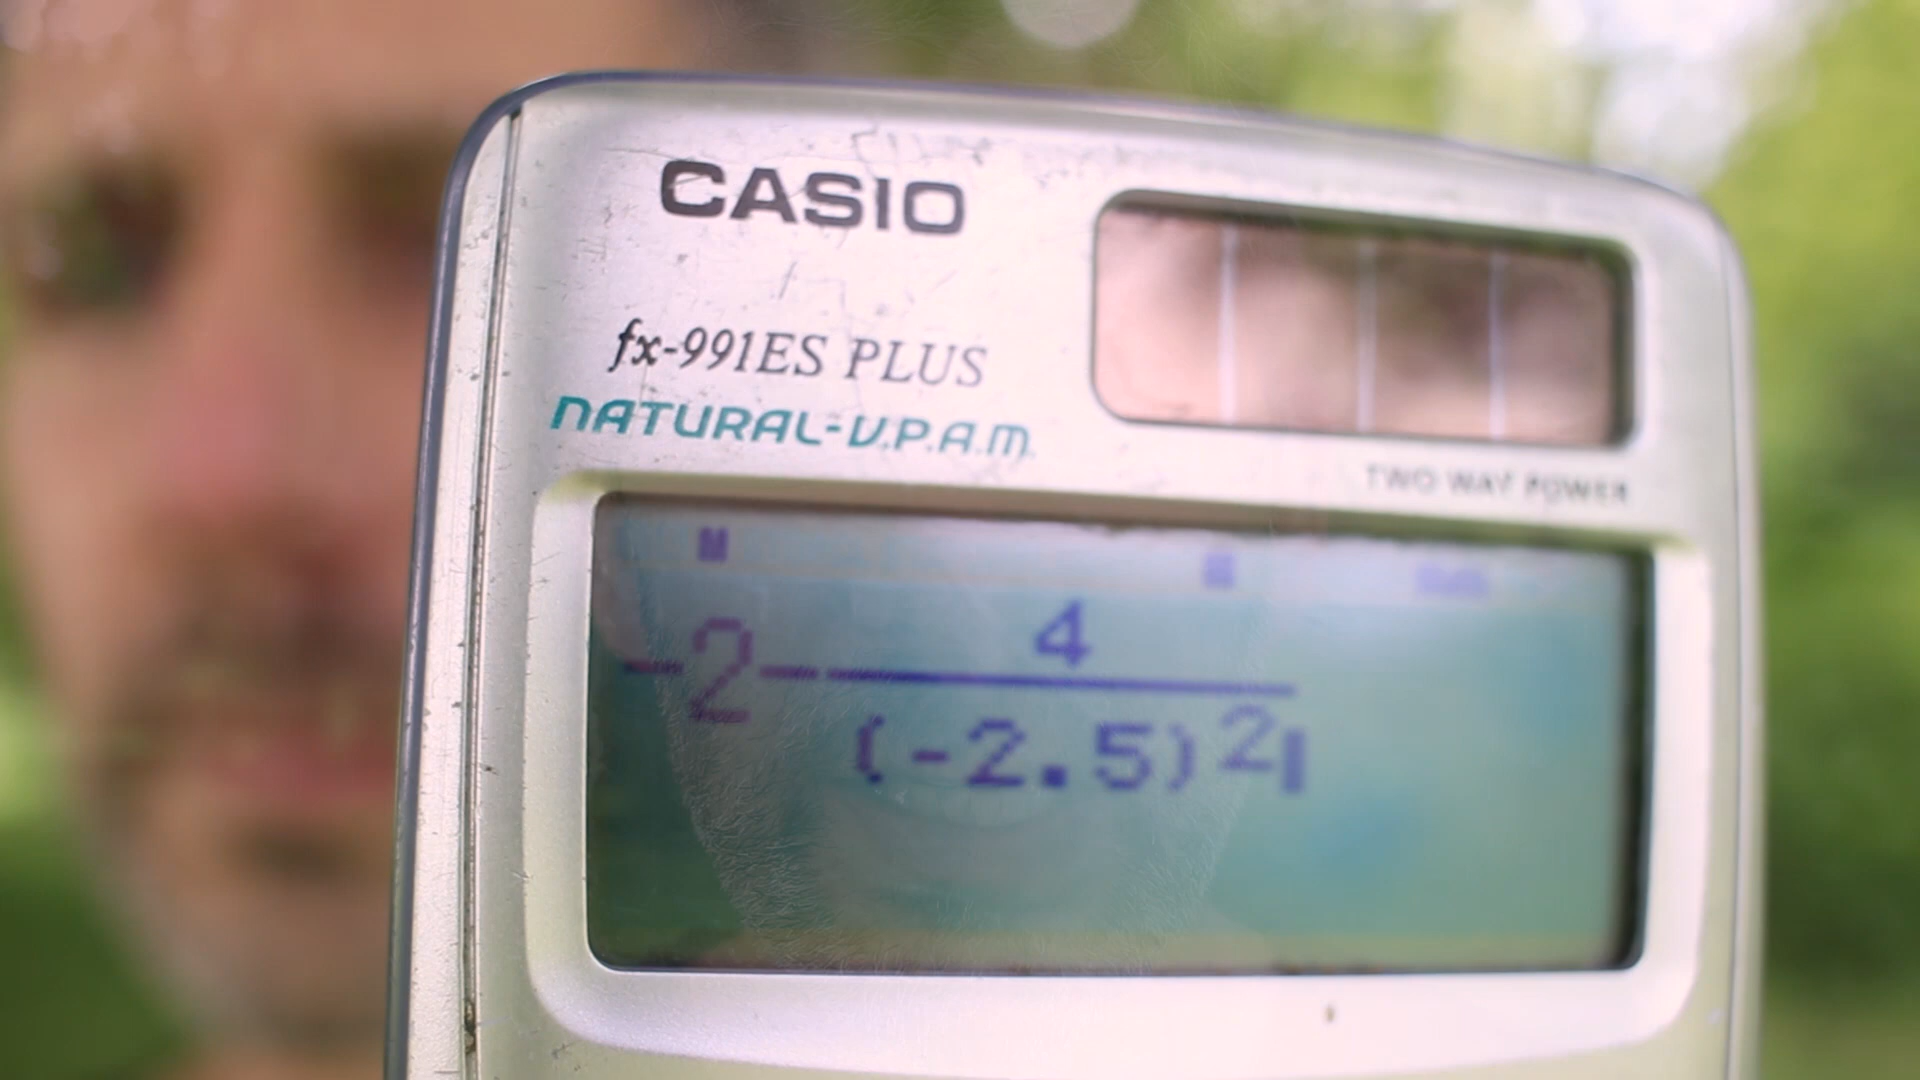 CASIO
fx-991ES PLUS
NATURAL-V.P.A.M.
TWO WAY POWER
M
4
-2-
(-2.5)2